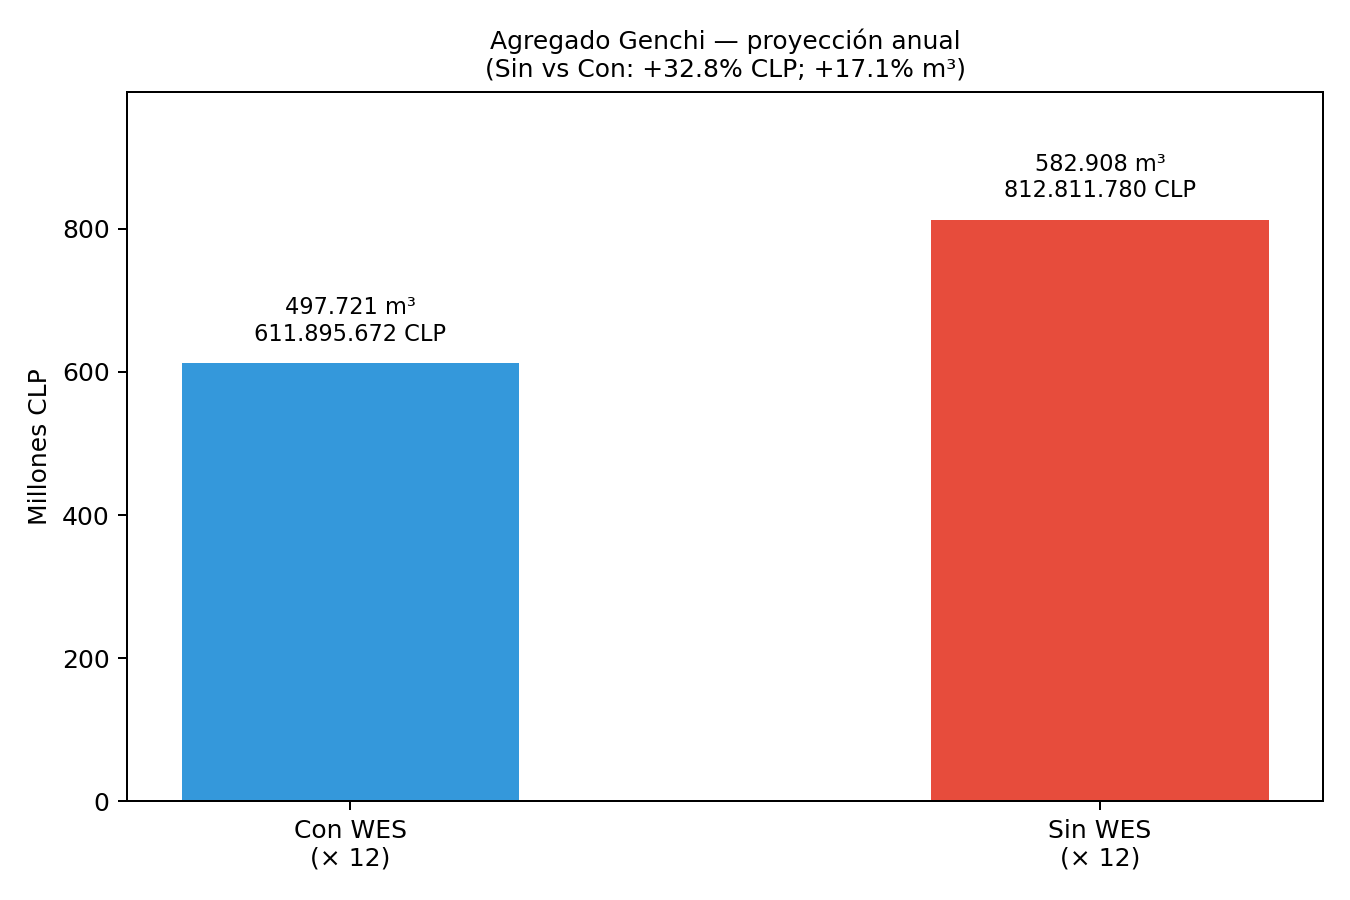 Agregado Genchi — proyección anual
(Sin vs Con: +32.8% CLP; +17.1% m³)
582.908 m³
812.811.780 CLP
497.721 m³
611.895.672 CLP
Millones CLP
800
600
400
200
0
Con WES
(× 12)
Sin WES
(× 12)